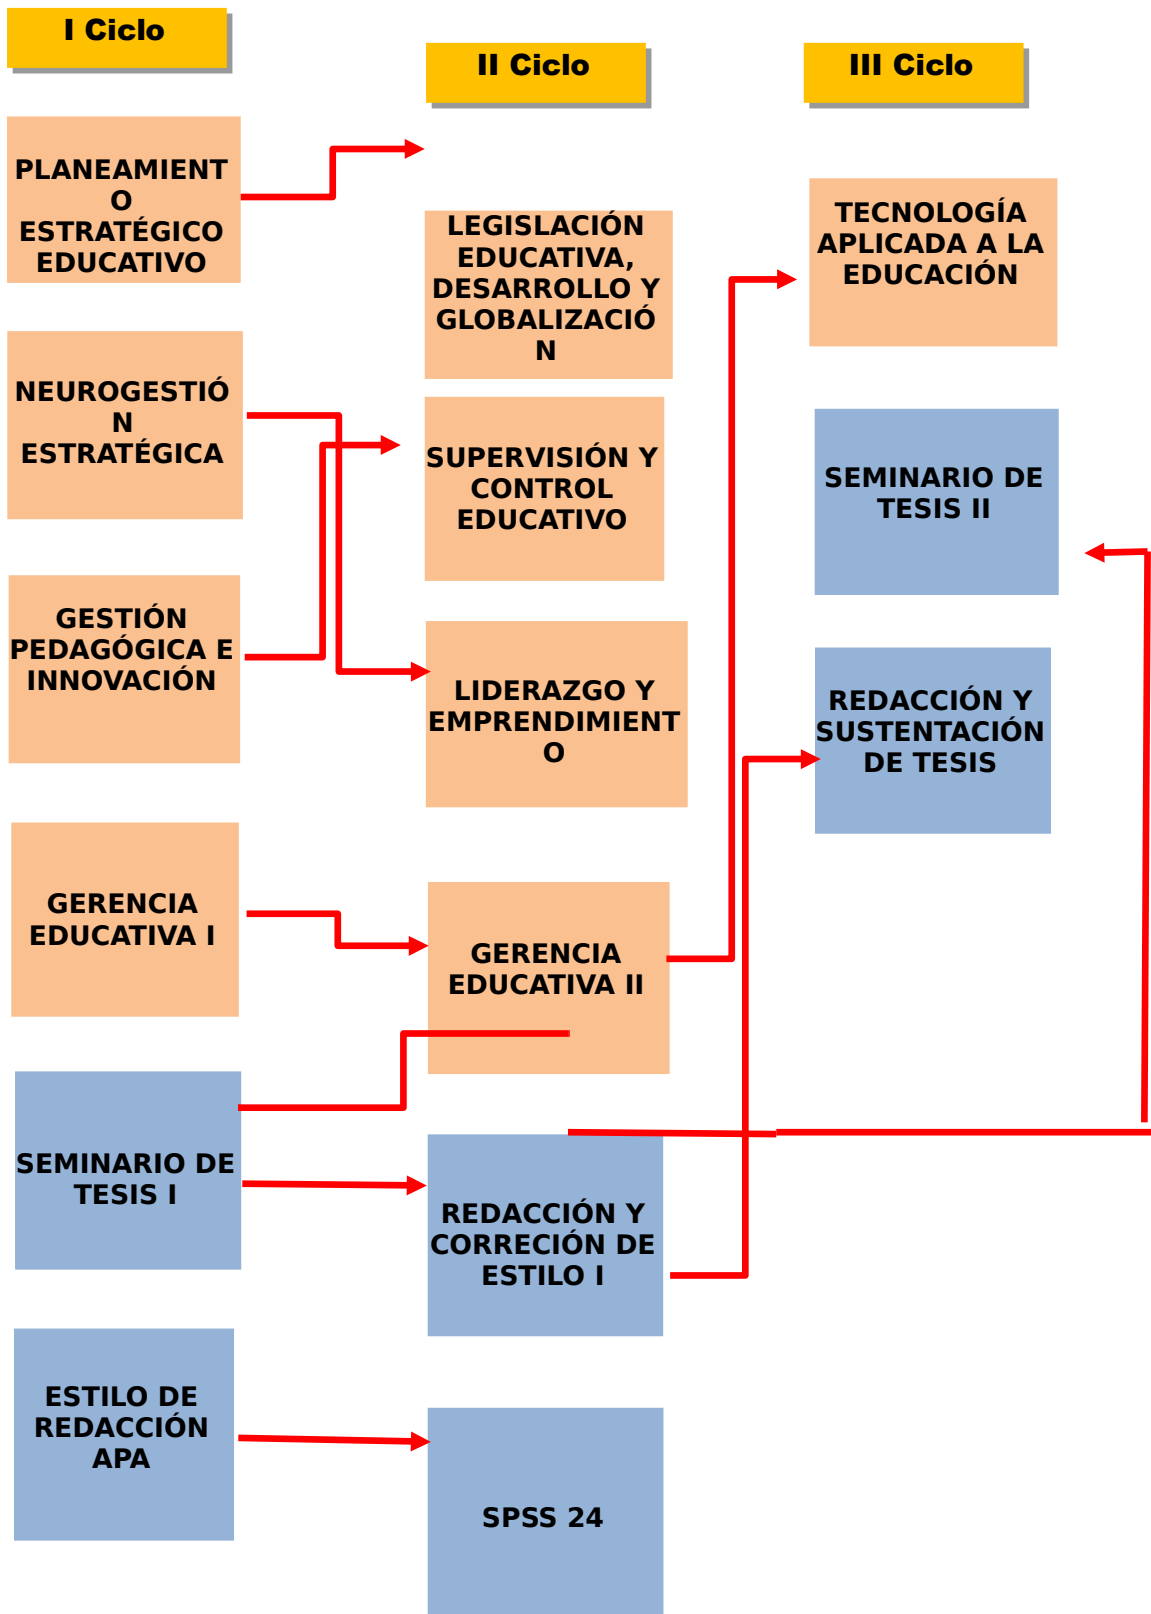 I Ciclo
II Ciclo
III Ciclo
PLANEAMIENT
O
ESTRATÉGICO
EDUCATIVO
NEUROGESTIÓ
N
ESTRATÉGICA
GESTIÓN
PEDAGÓGICA E
INNOVACIÓN
GERENCIA
EDUCATIVA I
SEMINARIO DE
TESIS I
ESTILO DE
REDACCIÓN
APA
LEGISLACIÓN
EDUCATIVA,
DESARROLLO Y
GLOBALIZACIÓ
N
SUPERVISIÓN Y
CONTROL
EDUCATIVO
LIDERAZGO Y
EMPRENDIMIENT
O
GERENCIA
EDUCATIVA II
REDACCIÓN Y
CORRECIÓN DE
ESTILO I
SPSS 24
TECNOLOGÍA
APLICADA A LA
EDUCACIÓN
SEMINARIO DE
TESIS II
REDACCIÓN Y
SUSTENTACIÓN
DE TESIS